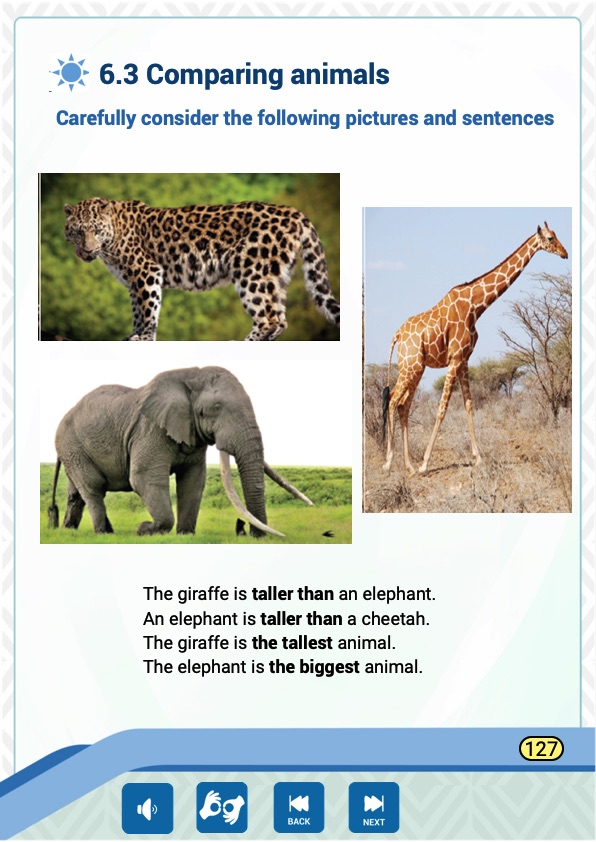 6.3 Comparing animals
Carefully consider the following pictures and sentences
The giraffe is taller than an elephant.
An elephant is taller than a cheetah.
The giraffe is the tallest animal.
The elephant is the biggest animal.
127
BACK
NEXT